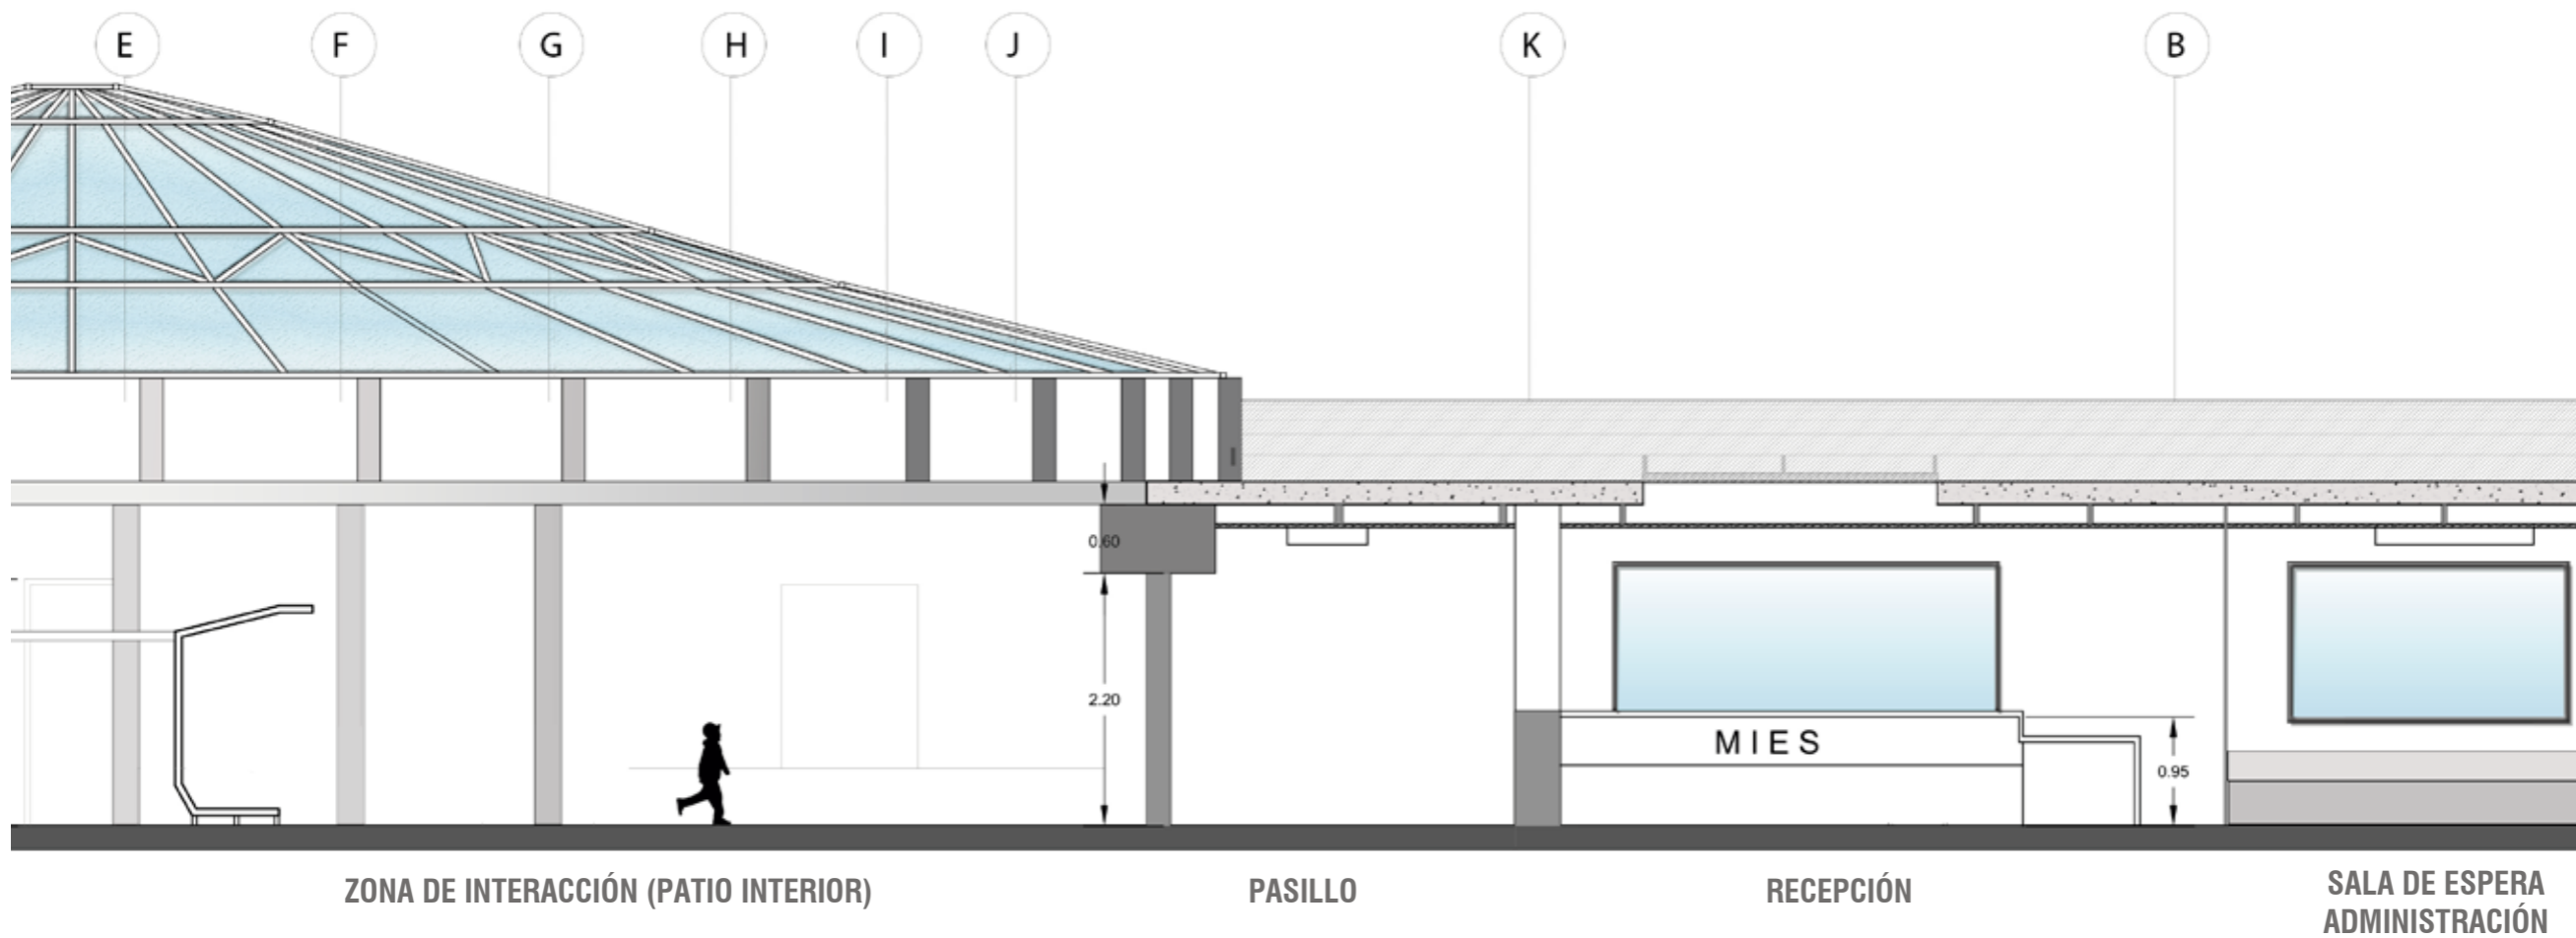 E F G H I J K B
0.60
2.20
MIES
0.95
ZONA DE INTERACCIÓN (PATIO INTERIOR)
PASILLO
RECEPCIÓN
SALA DE ESPERA
ADMINISTRACIÓN